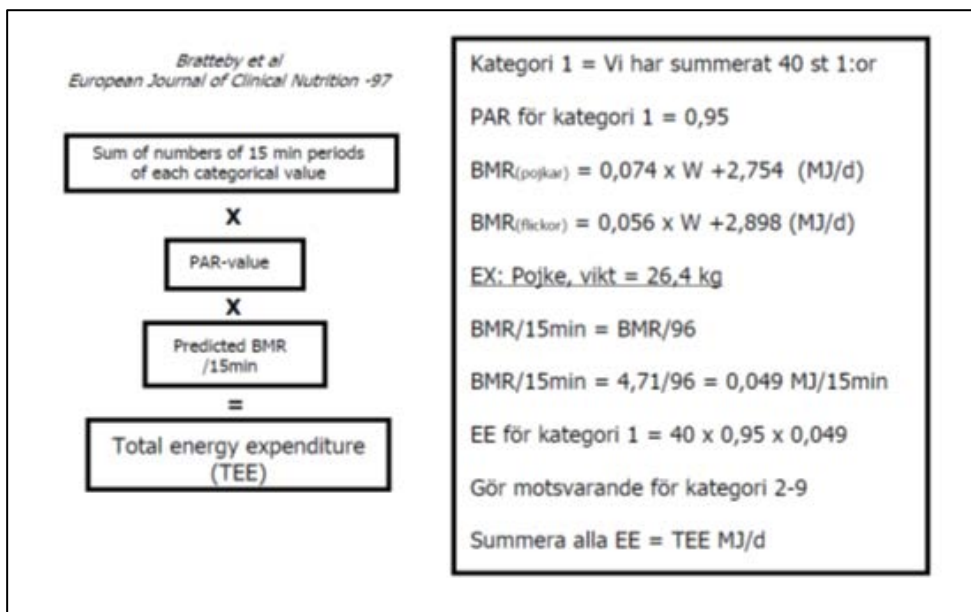 Bratteby et al
European Journal of Clinical Nutrition -97
Sum of numbers of 15 min periods
of each categorical value
X
PAR-value
X
Predicted BMR
/15min
=
Total energy expenditure
(TEE)
Kategori 1 = Vi har summerat 40 st 1:or
PAR för kategori 1 = 0,95
BMR(pojkar) = 0,074 x W +2,754 (MJ/d)
BMR(flickor) = 0,056 x W +2,898 (MJ/d)
EX: Pojke, vikt = 26,4 kg
BMR/15min = BMR/96
BMR/15min = 4,71/96 = 0,049 MJ/15min
EE för kategori 1 = 40 x 0,95 x 0,049
Gör motsvarande för kategori 2-9
Summera alla EE = TEE MJ/d